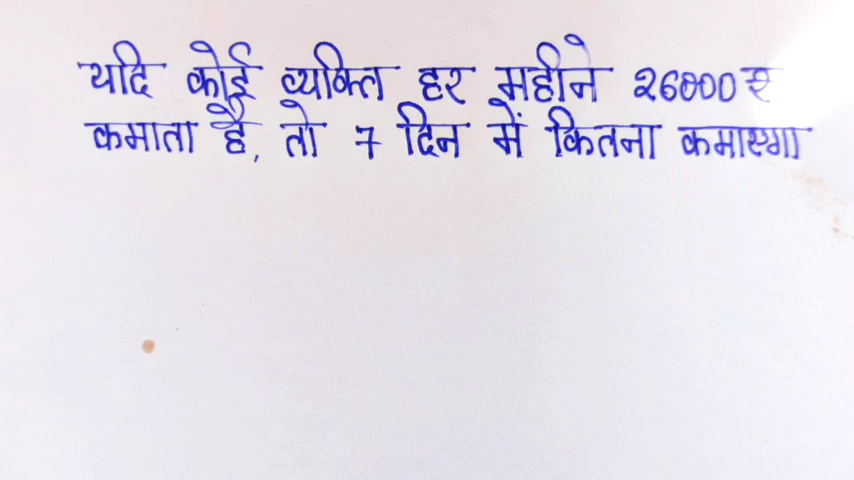 यदि कोई व्यक्ति हर महीने 26000₹
कमाता है, तो 7 दिन में कितना कमाएगा